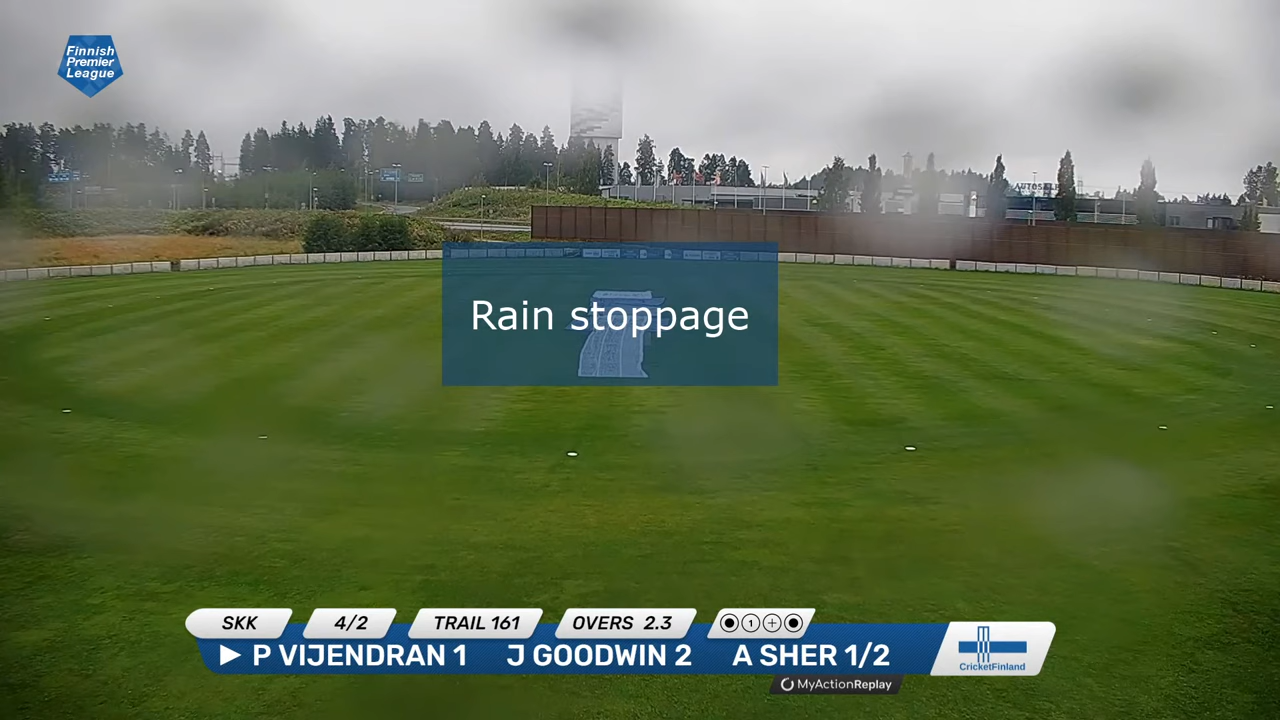 Finnish
Premier
League
AUTOSALPA
Rain stoppage
SKK 4/2 TRAIL 161 OVERS 2.3 1 +
P VIJENDRAN 1 J GOODWIN 2 A SHER 1/2
CricketFinland
MyActionReplay